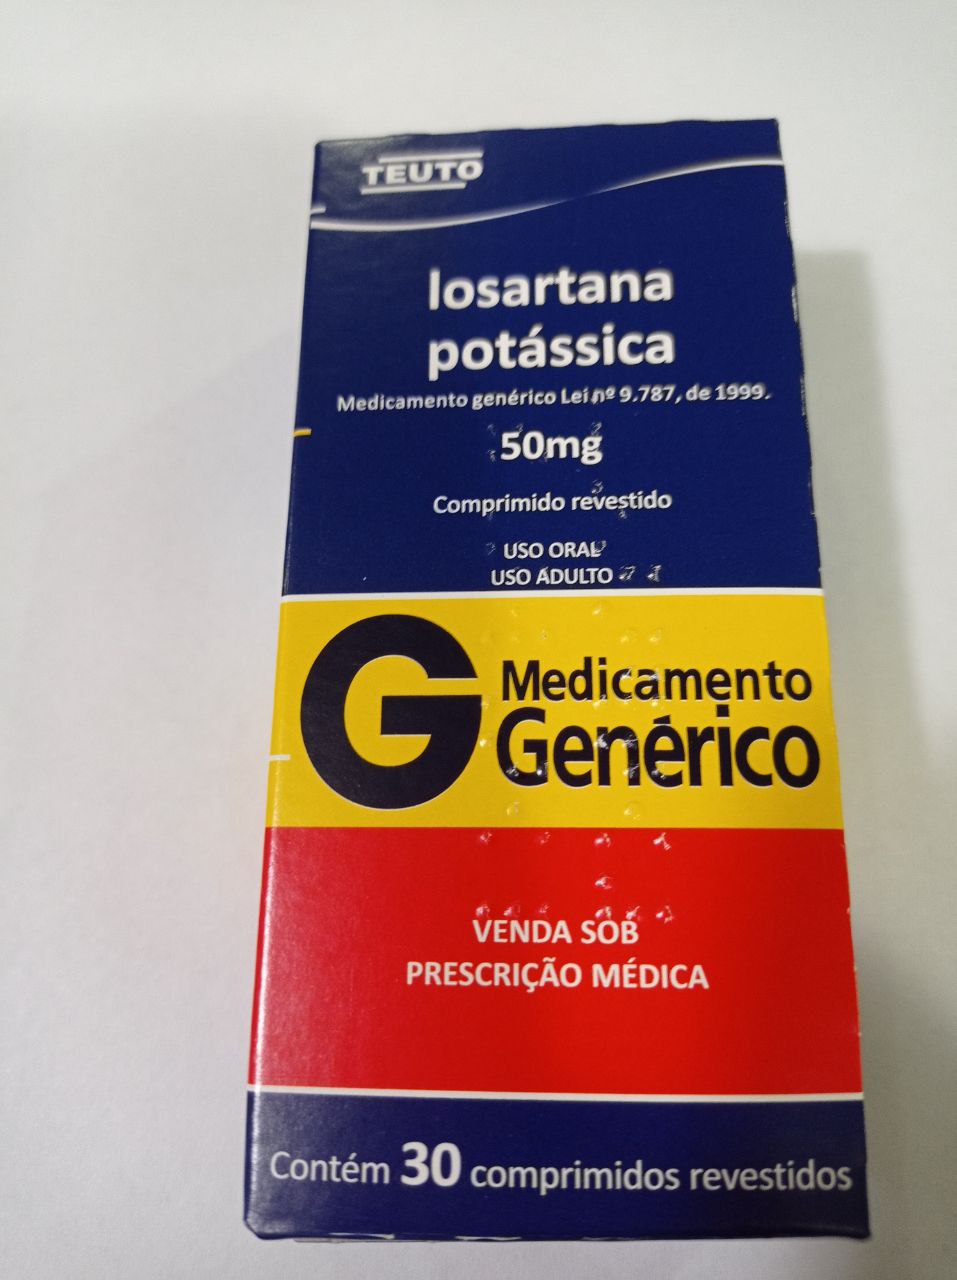 TEUTO
losartana
potássica
Medicamento genérico Lei nº 9.787, de 1999.
50mg
Comprimido revestido
USO ORAL
USO ADULTO
G Medicamento
Genérico
VENDA SOB
PRESCRIÇÃO MÉDICA
Contém 30 comprimidos revestidos